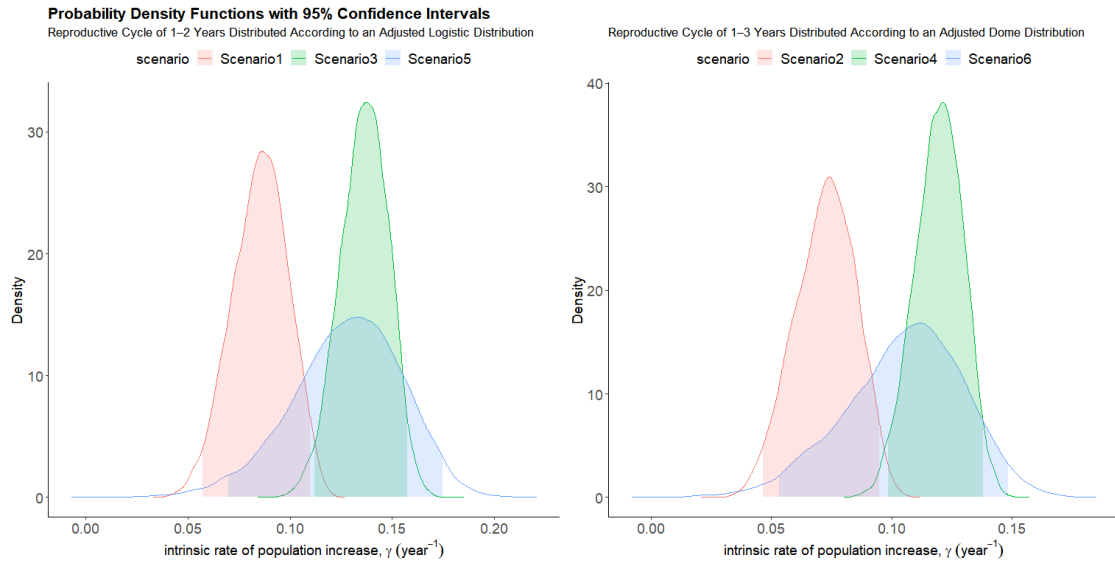 Probability Density Functions with 95% Confidence Intervals
Reproductive Cycle of 1–2 Years Distributed According to an Adjusted Logistic Distribution
scenario Scenario1 Scenario3 Scenario5
Density
30
20
10
0
0.00 0.05 0.10 0.15 0.20
intrinsic rate of population increase, γ (year⁻¹)
Reproductive Cycle of 1–3 Years Distributed According to an Adjusted Dome Distribution
scenario Scenario2 Scenario4 Scenario6
Density
40
30
20
10
0
0.00 0.05 0.10 0.15
intrinsic rate of population increase, γ (year⁻¹)